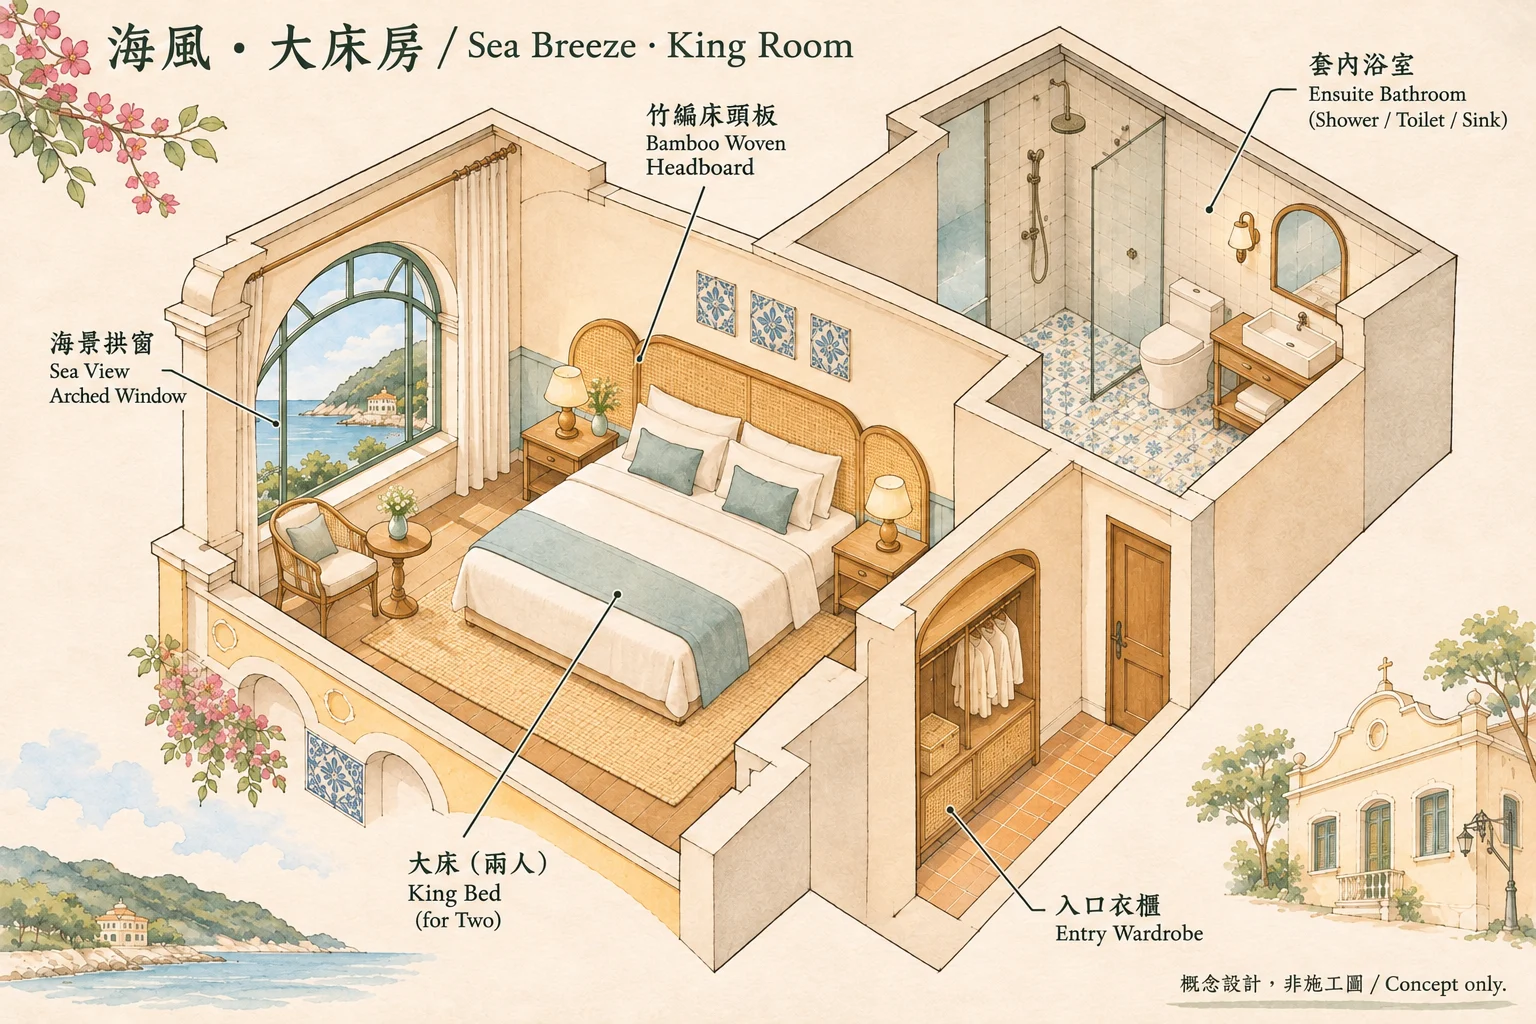 海風・大床房 / Sea Breeze · King Room
套內浴室
Ensuite Bathroom
(Shower / Toilet / Sink)
竹編床頭板
Bamboo Woven
Headboard
海景拱窗
Sea View
Arched Window
大床（兩人）
King Bed
(for Two)
入口衣櫃
Entry Wardrobe
概念設計，非施工圖 / Concept only.